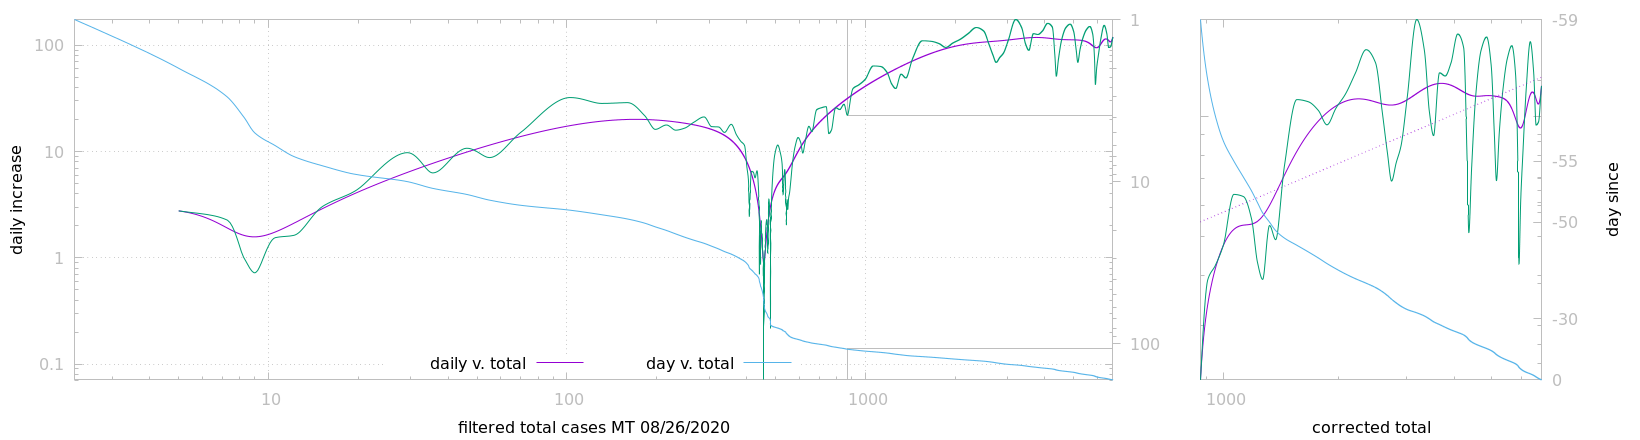 100
10
1
0.1
daily increase
10
100
1000
filtered total cases MT 08/26/2020
daily v. total
day v. total
1
10
100
1000
corrected total
-59
-55
-50
-30
0
day since